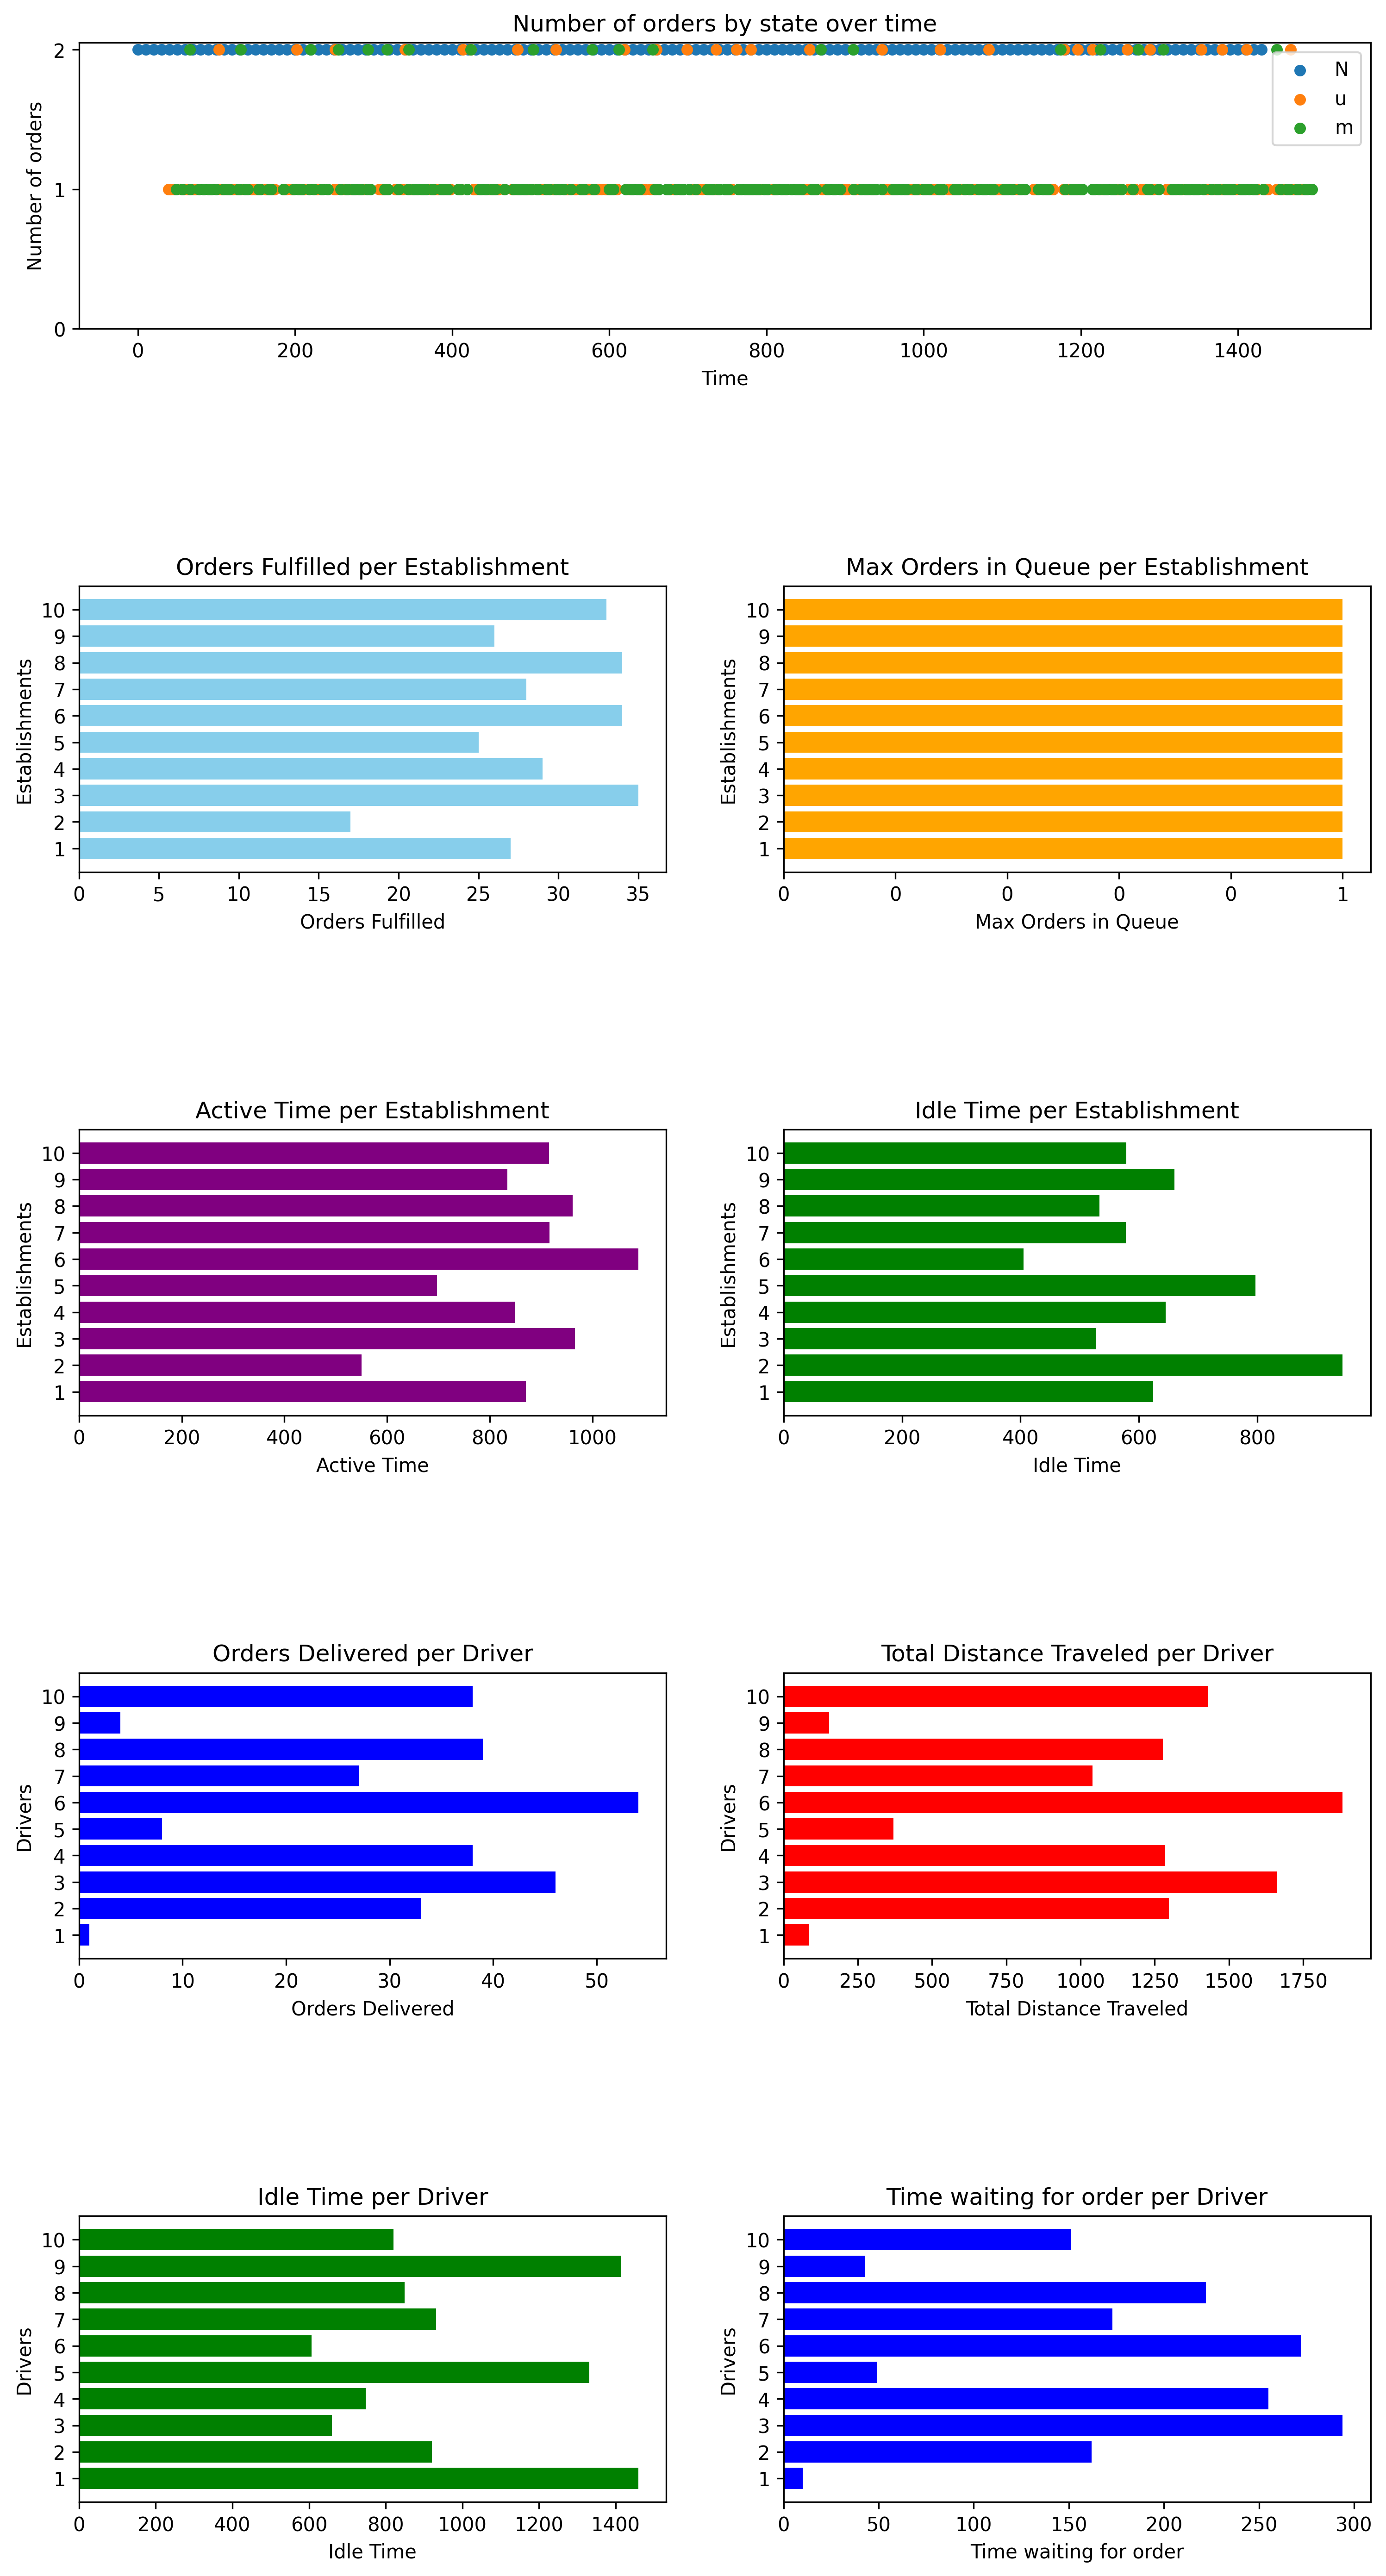 Number of orders by state over time
Number of orders
2
1
0
N
u
m
0 200 400 600 800 1000 1200 1400
Time
Orders Fulfilled per Establishment
Establishments
10
9
8
7
6
5
4
3
2
1
0 5 10 15 20 25 30 35
Orders Fulfilled
Max Orders in Queue per Establishment
Establishments
10
9
8
7
6
5
4
3
2
1
0 0 0 0 0 1
Max Orders in Queue
Active Time per Establishment
Establishments
10
9
8
7
6
5
4
3
2
1
0 200 400 600 800 1000
Active Time
Idle Time per Establishment
Establishments
10
9
8
7
6
5
4
3
2
1
0 200 400 600 800
Idle Time
Orders Delivered per Driver
Drivers
10
9
8
7
6
5
4
3
2
1
0 10 20 30 40 50
Orders Delivered
Total Distance Traveled per Driver
Drivers
10
9
8
7
6
5
4
3
2
1
0 250 500 750 1000 1250 1500 1750
Total Distance Traveled
Idle Time per Driver
Drivers
10
9
8
7
6
5
4
3
2
1
0 200 400 600 800 1000 1200 1400
Idle Time
Time waiting for order per Driver
Drivers
10
9
8
7
6
5
4
3
2
1
0 50 100 150 200 250 300
Time waiting for order